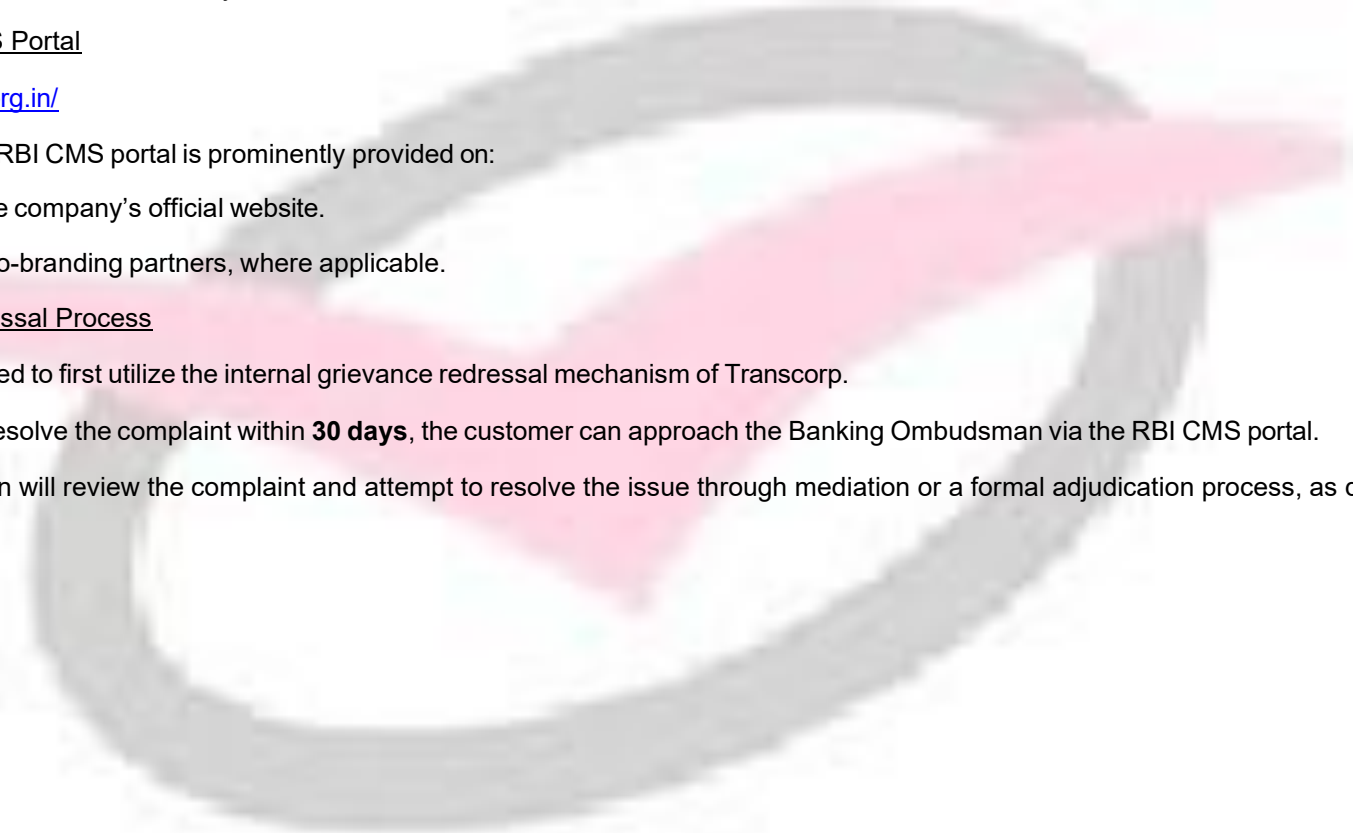 S Portal
rg.in/
RBI CMS portal is prominently provided on:
e company’s official website.
o-branding partners, where applicable.
ssal Process
ed to first utilize the internal grievance redressal mechanism of Transcorp.
esolve the complaint within 30 days, the customer can approach the Banking Ombudsman via the RBI CMS portal.
n will review the complaint and attempt to resolve the issue through mediation or a formal adjudication process, as